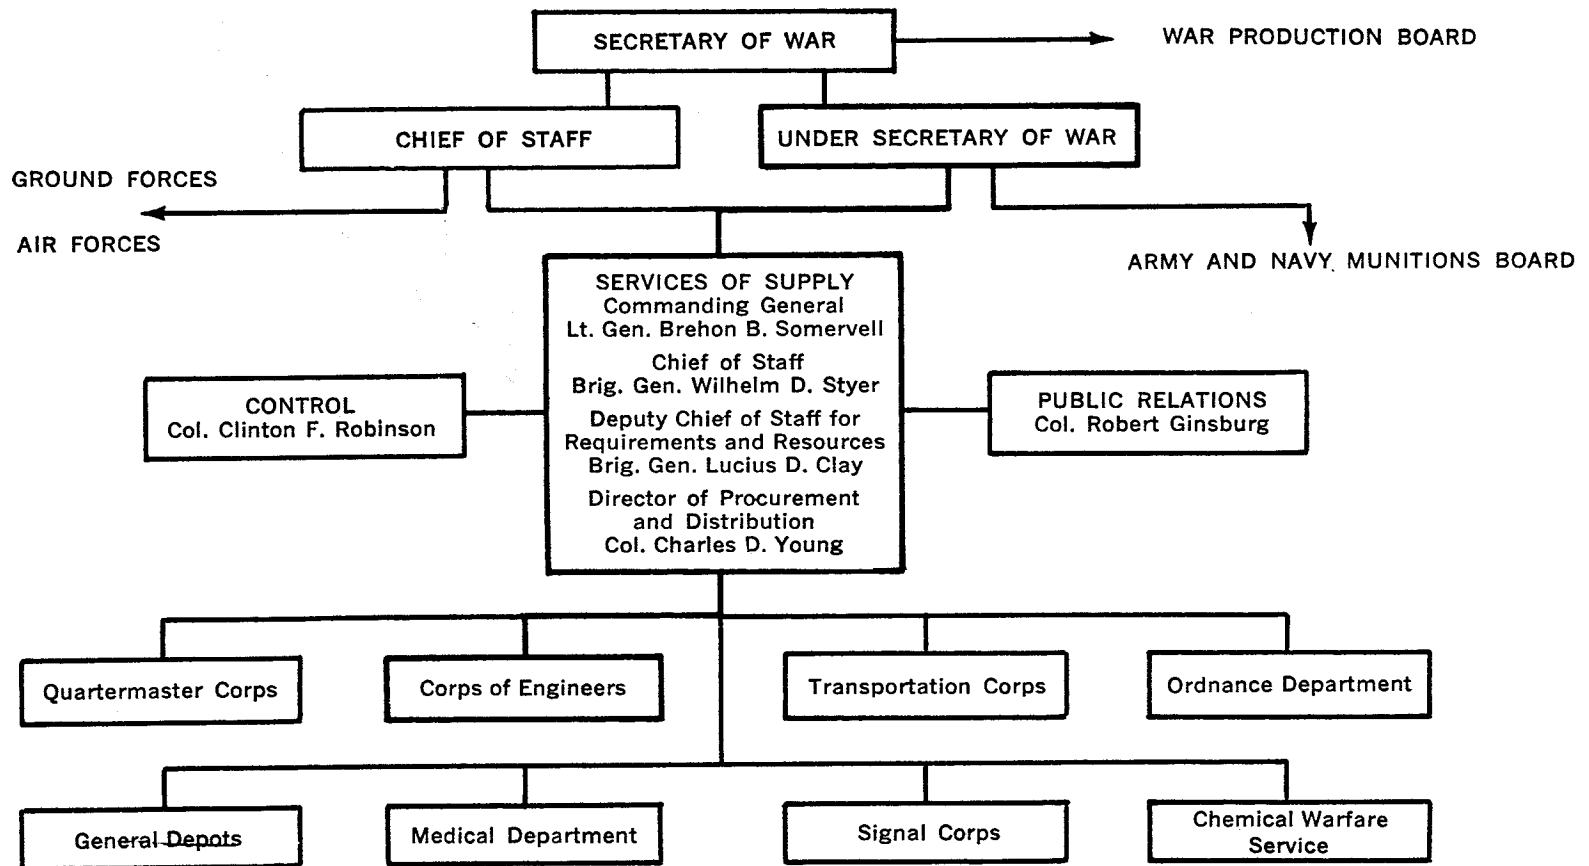 SECRETARY OF WAR
WAR PRODUCTION BOARD
CHIEF OF STAFF
UNDER SECRETARY OF WAR
GROUND FORCES
AIR FORCES
ARMY AND NAVY MUNITIONS BOARD
SERVICES OF SUPPLY
Commanding General
Lt. Gen. Brehon B. Somervell
Chief of Staff
Brig. Gen. Wilhelm D. Styer
Deputy Chief of Staff for
Requirements and Resources
Brig. Gen. Lucius D. Clay
Director of Procurement
and Distribution
Col. Charles D. Young
CONTROL
Col. Clinton F. Robinson
PUBLIC RELATIONS
Col. Robert Ginsburg
Quartermaster Corps
Corps of Engineers
Transportation Corps
Ordnance Department
General Depots
Medical Department
Signal Corps
Chemical Warfare
Service